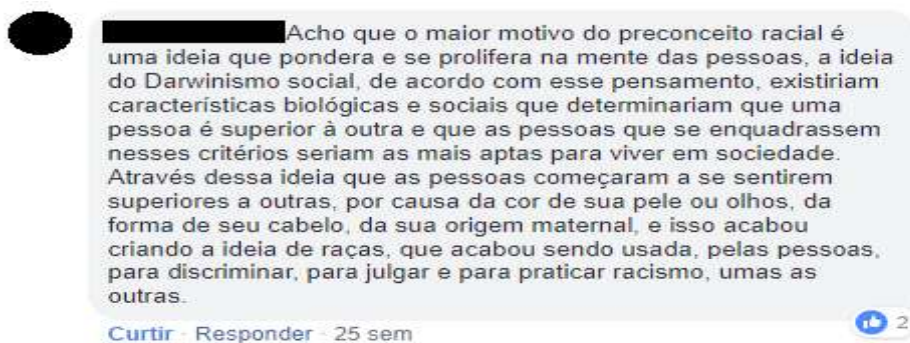 Acho que o maior motivo do preconceito racial é
uma ideia que pondera e se prolifera na mente das pessoas, a ideia
do Darwinismo social, de acordo com esse pensamento, existiriam
características biológicas e sociais que determinariam que uma
pessoa é superior à outra e que as pessoas que se enquadrassem
nesses critérios seriam as mais aptas para viver em sociedade.
Através dessa ideia que as pessoas começaram a se sentirem
superiores a outras, por causa da cor de sua pele ou olhos, da
forma de seu cabelo, da sua origem maternal, e isso acabou
criando a ideia de raças, que acabou sendo usada, pelas pessoas,
para discriminar, para julgar e para praticar racismo, umas as
outras.
Curtir · Responder · 25 sem
2